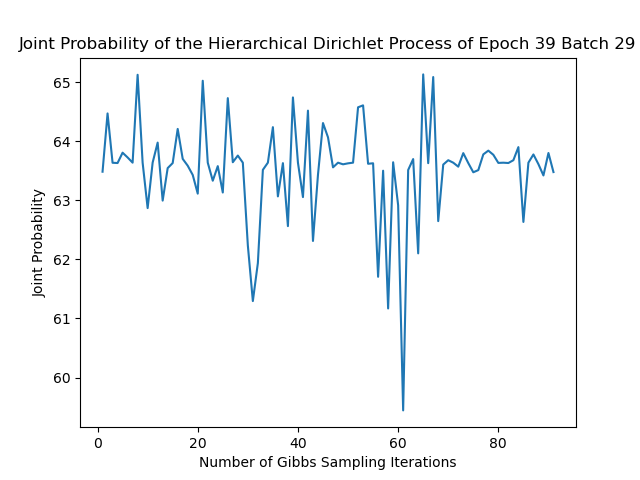 Joint Probability of the Hierarchical Dirichlet Process of Epoch 39 Batch 29
65
64
63
62
61
60
Joint Probability
0 20 40 60 80
Number of Gibbs Sampling Iterations